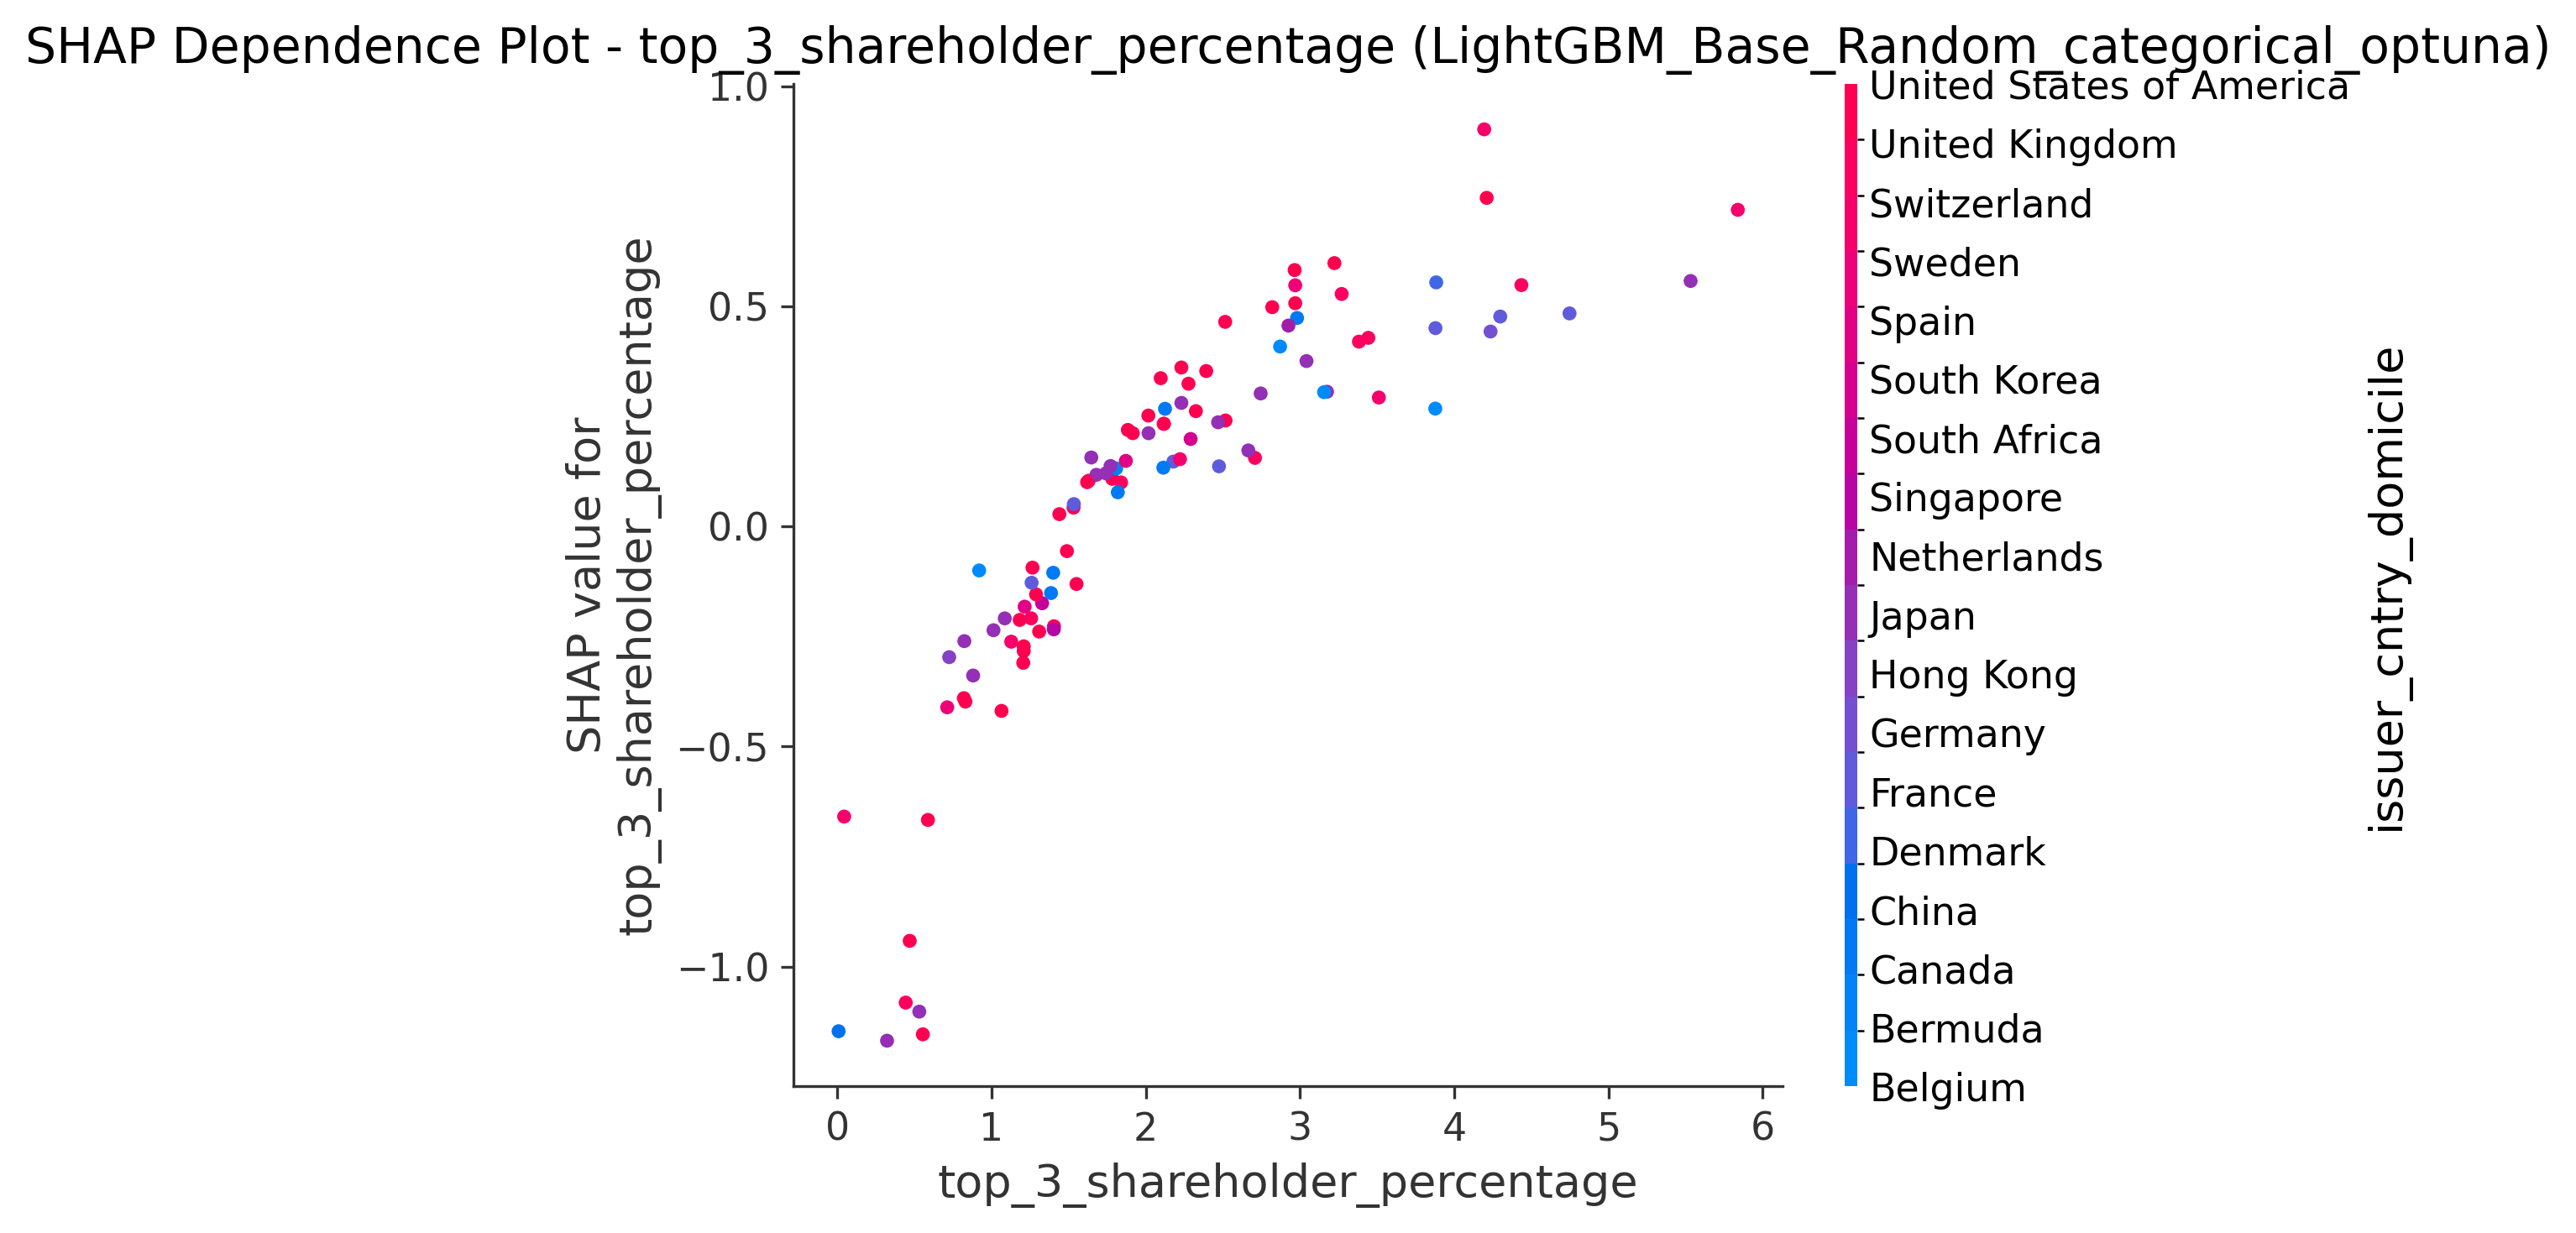 SHAP Dependence Plot - top_3_shareholder_percentage (LightGBM_Base_Random_categorical_optuna)
SHAP value for
top_3_shareholder_percentage
1.0
0.5
0.0
−0.5
−1.0
0 1 2 3 4 5 6
top_3_shareholder_percentage
United States of America
United Kingdom
Switzerland
Sweden
Spain
South Korea
South Africa
Singapore
Netherlands
Japan
Hong Kong
Germany
France
Denmark
China
Canada
Bermuda
Belgium
issuer_cntry_domicile